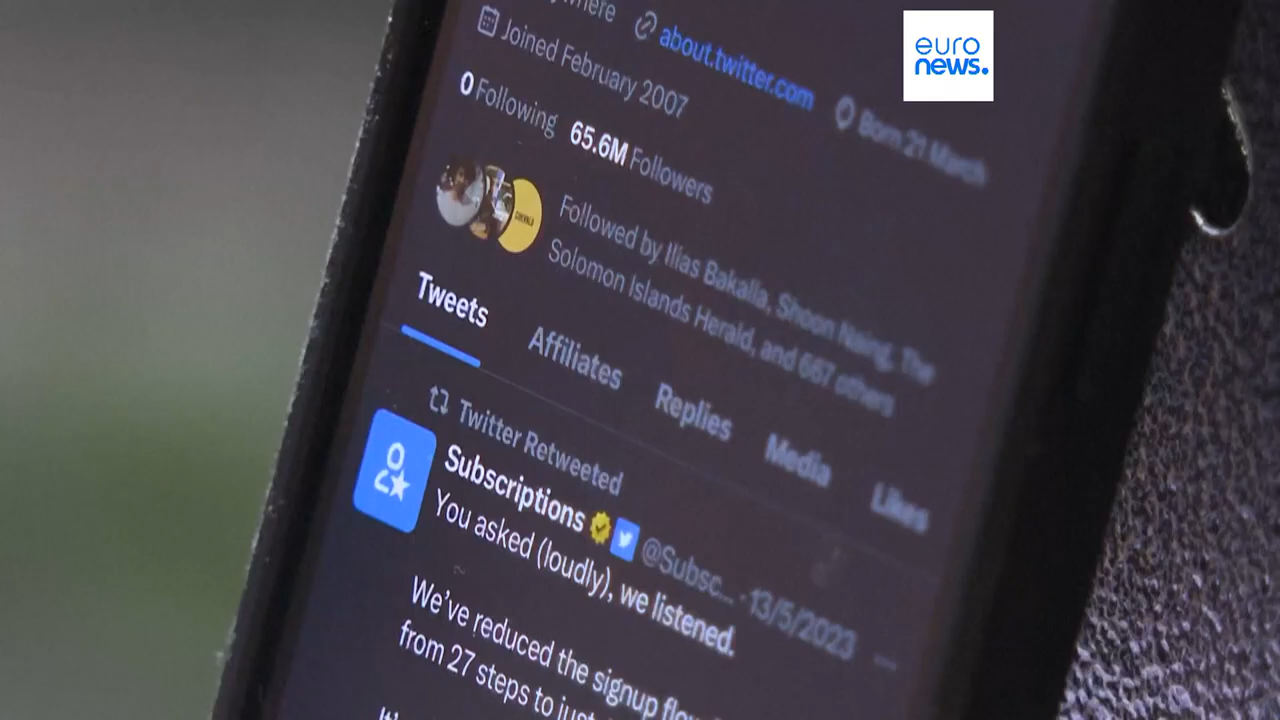 euro
news.
about.twitter.com
Born 21 March
Joined February 2007
0 Following 65.6M Followers
Followed by Ilias Bakalla, Shoon Naing, The
Solomon Islands Herald, and 667 others
Tweets Affiliates Replies Media Likes
Twitter Retweeted
Subscriptions @Subsc... ·13/5/2023
You asked (loudly), we listened.
We've reduced the signup flow
from 27 steps to just